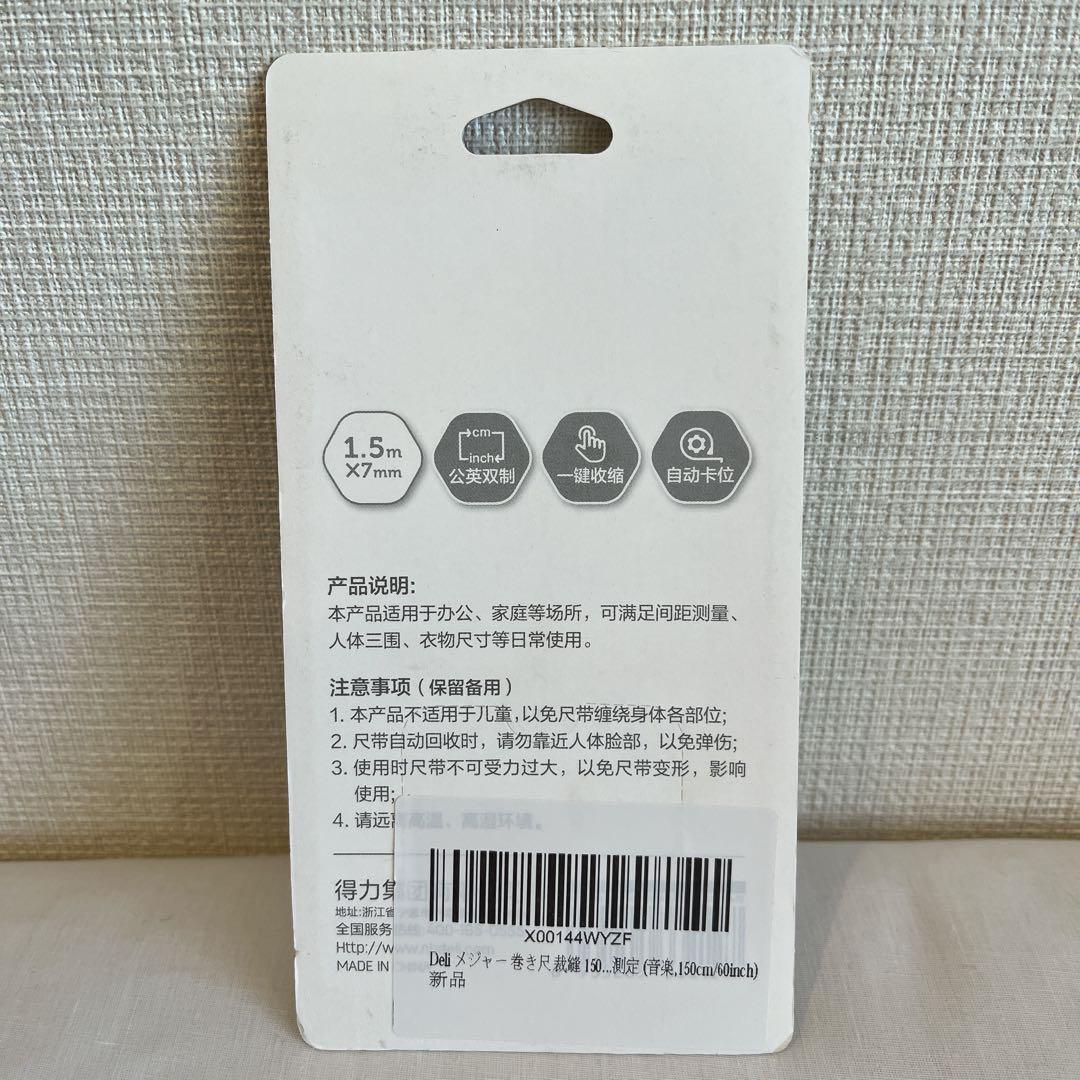 1.5m
×7mm
cm
inch
公英双制
一键收缩
自动卡位
产品说明:
本产品适用于办公、家庭等场所，可满足间距测量、
人体三围、衣物尺寸等日常使用。
注意事项（保留备用）
1. 本产品不适用于儿童,以免尺带缠绕身体各部位;
2. 尺带自动回收时，请勿靠近人体脸部，以免弹伤;
3. 使用时尺带不可受力过大，以免尺带变形，影响
使用;
4. 请远离高温、高湿环境。
得力集团
地址:浙江省
全国服务
Http://www.nbdeli.com
MADE IN CHINA
X00144WYZF
Deli メジャー 巻き尺 裁縫 150...測定 (音楽,150cm/60inch)
新品